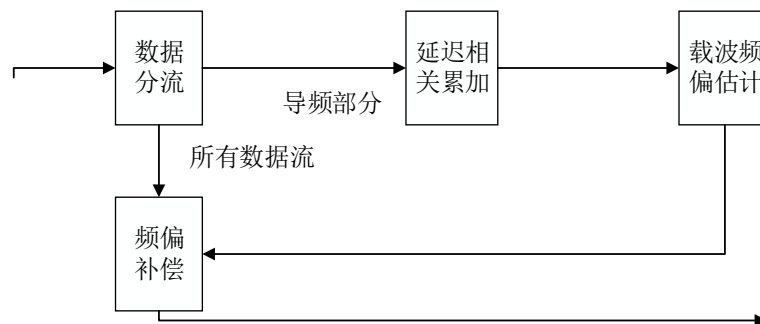 数据
分流
延迟相
关累加
载波频
偏估计
导频部分
所有数据流
频偏
补偿